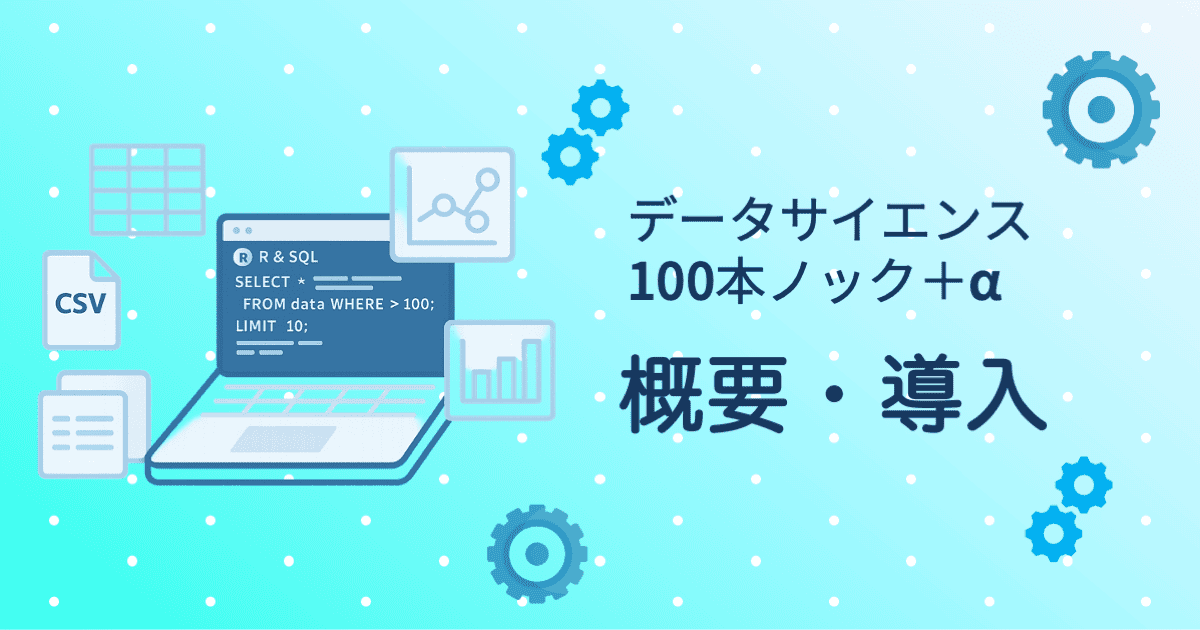 CSV
R R & SQL
SELECT *
FROM data WHERE > 100;
LIMIT 10;
データサイエンス
100本ノック＋α
概要・導入